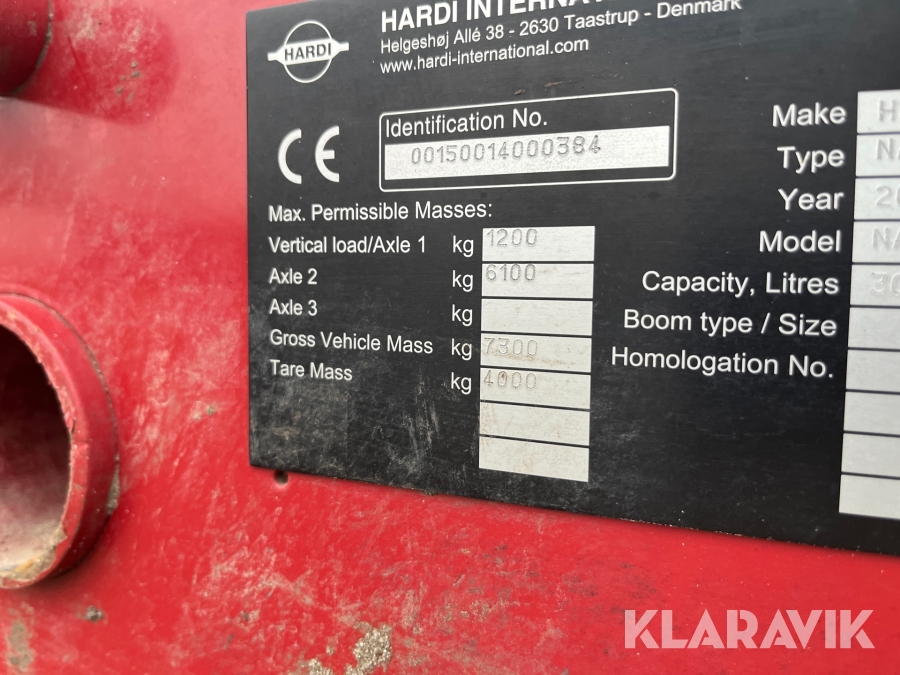 HARDI
HARDI
Helgeshøj Allé 38 - 2630 Taastrup - Denmark
www.hardi-international.com
CE
Identification No.
00150014000384
Max. Permissible Masses:
Vertical load/Axle 1 kg 1200
Axle 2 kg 6100
Axle 3 kg
Gross Vehicle Mass kg 7300
Tare Mass kg 4000
Make
Type
Year
Model
Capacity, Litres
Boom type / Size
Homologation No.
KLARAVIK